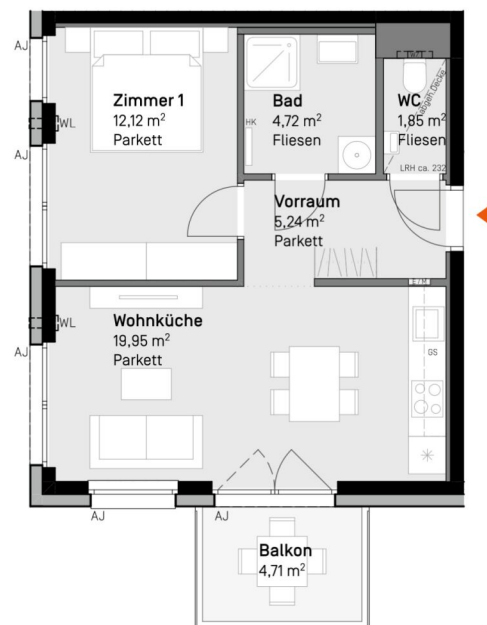 AJ
Zimmer 1
12,12 m²
Parkett
WL
AJ
Bad
4,72 m²
Fliesen
HK
WC
1,85 m²
Fliesen
abgeh. Decke
LRH ca. 232
Vorraum
5,24 m²
Parkett
E/M
WL
AJ
Wohnküche
19,95 m²
Parkett
GS
AJ
AJ
Balkon
4,71 m²